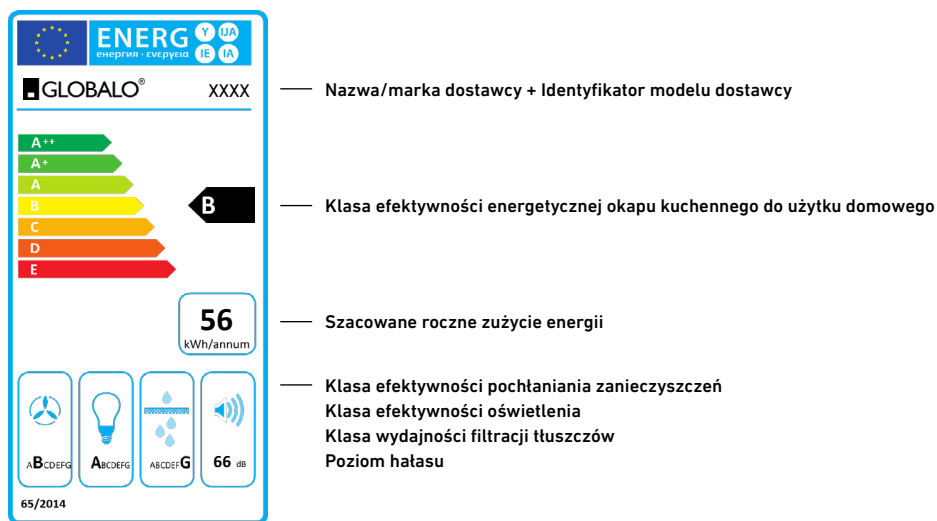 ENERG Y IJA
енергия · ενεργεια IE IA
GLOBALO® XXXX
Nazwa/marka dostawcy + Identyfikator modelu dostawcy
A++
A+
A
B
B
Klasa efektywności energetycznej okapu kuchennego do użytku domowego
C
D
E
56
kWh/annum
Szacowane roczne zużycie energii
Klasa efektywności pochłaniania zanieczyszczeń
Klasa efektywności oświetlenia
Klasa wydajności filtracji tłuszczów
Poziom hałasu
ABCDEFG
ABCDEFG
ABCDEFG
66 dB
65/2014